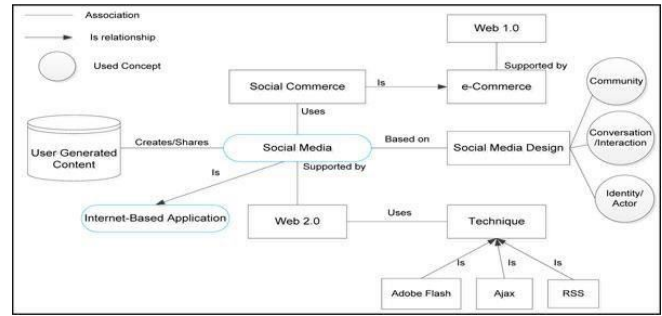 Association
Is relationship
Used Concept
Web 1.0
Supported by
Social Commerce
Is
e-Commerce
Community
Uses
User Generated
Content
Creates/Shares
Social Media
Based on
Social Media Design
Conversation
/Interaction
Is
Supported by
Identity/
Actor
Internet-Based Application
Web 2.0
Uses
Technique
Is
Is
Is
Adobe Flash
Ajax
RSS